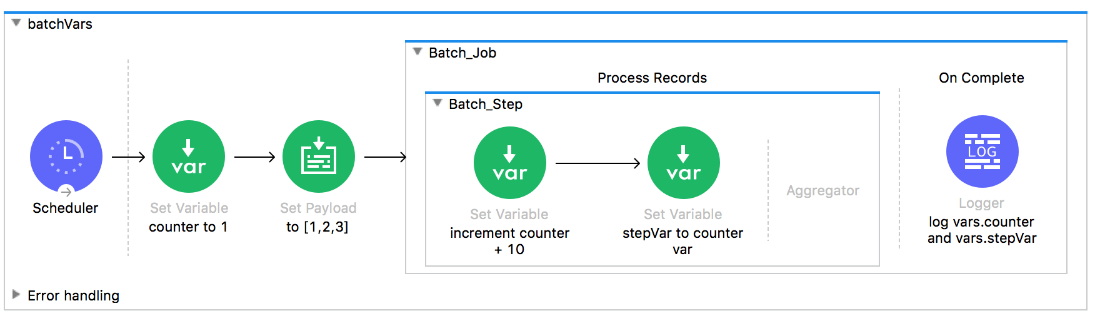 batchVars
Batch_Job
Process Records
On Complete
Batch_Step
var
var
var
LOG
Scheduler
Set Variable
counter to 1
Set Payload
to [1,2,3]
Set Variable
increment counter
+ 10
Set Variable
stepVar to counter
var
Aggregator
Logger
log vars.counter
and vars.stepVar
Error handling